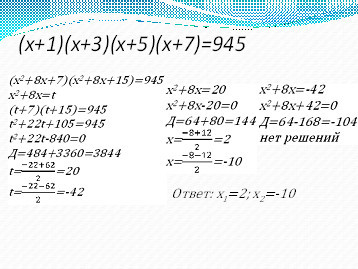 (x+1)(x+3)(x+5)(x+7)=945
(x²+8x+7)(x²+8x+15)=945
x²+8x=t
(t+7)(t+15)=945
t²+22t+105=945
t²+22t-840=0
Д=484+3360=3844
t=(−22+62)/2=20
t=(−22−62)/2=-42
x²+8x=20
x²+8x-20=0
Д=64+80=144
x=(−8+12)/2=2
x=(−8−12)/2=-10
x²+8x=-42
x²+8x+42=0
Д=64-168=-104
нет решений
Ответ: x₁=2; x₂=-10